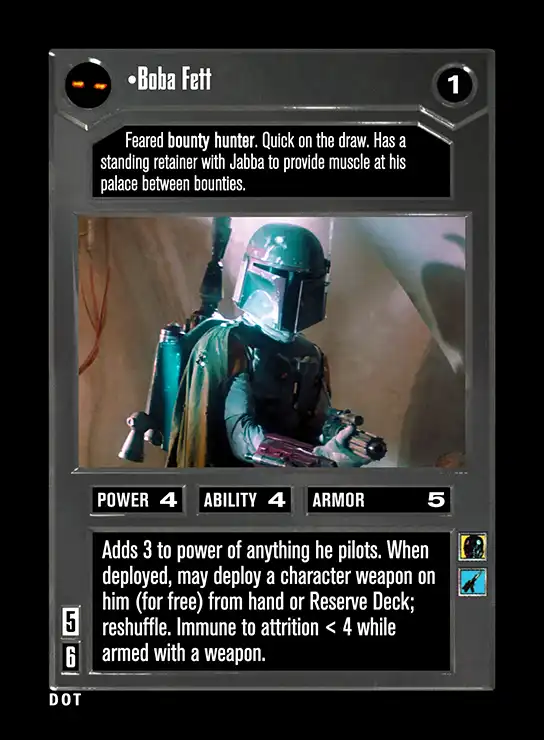 •Boba Fett
1
Feared bounty hunter. Quick on the draw. Has a
standing retainer with Jabba to provide muscle at his
palace between bounties.
POWER 4
ABILITY 4
ARMOR 5
Adds 3 to power of anything he pilots. When
deployed, may deploy a character weapon on
him (for free) from hand or Reserve Deck;
reshuffle. Immune to attrition < 4 while
armed with a weapon.
5
6
DOT